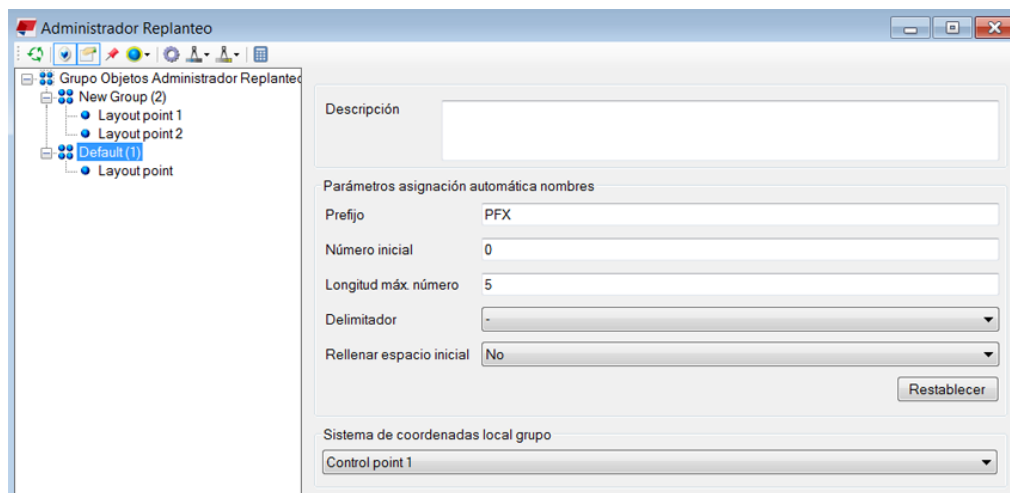 Administrador Replanteo
Grupo Objetos Administrador Replanteo
New Group (2)
Layout point 1
Layout point 2
Default (1)
Layout point
Descripción
Parámetros asignación automática nombres
Prefijo PFX
Número inicial 0
Longitud máx. número 5
Delimitador -
Rellenar espacio inicial No
Restablecer
Sistema de coordenadas local grupo
Control point 1